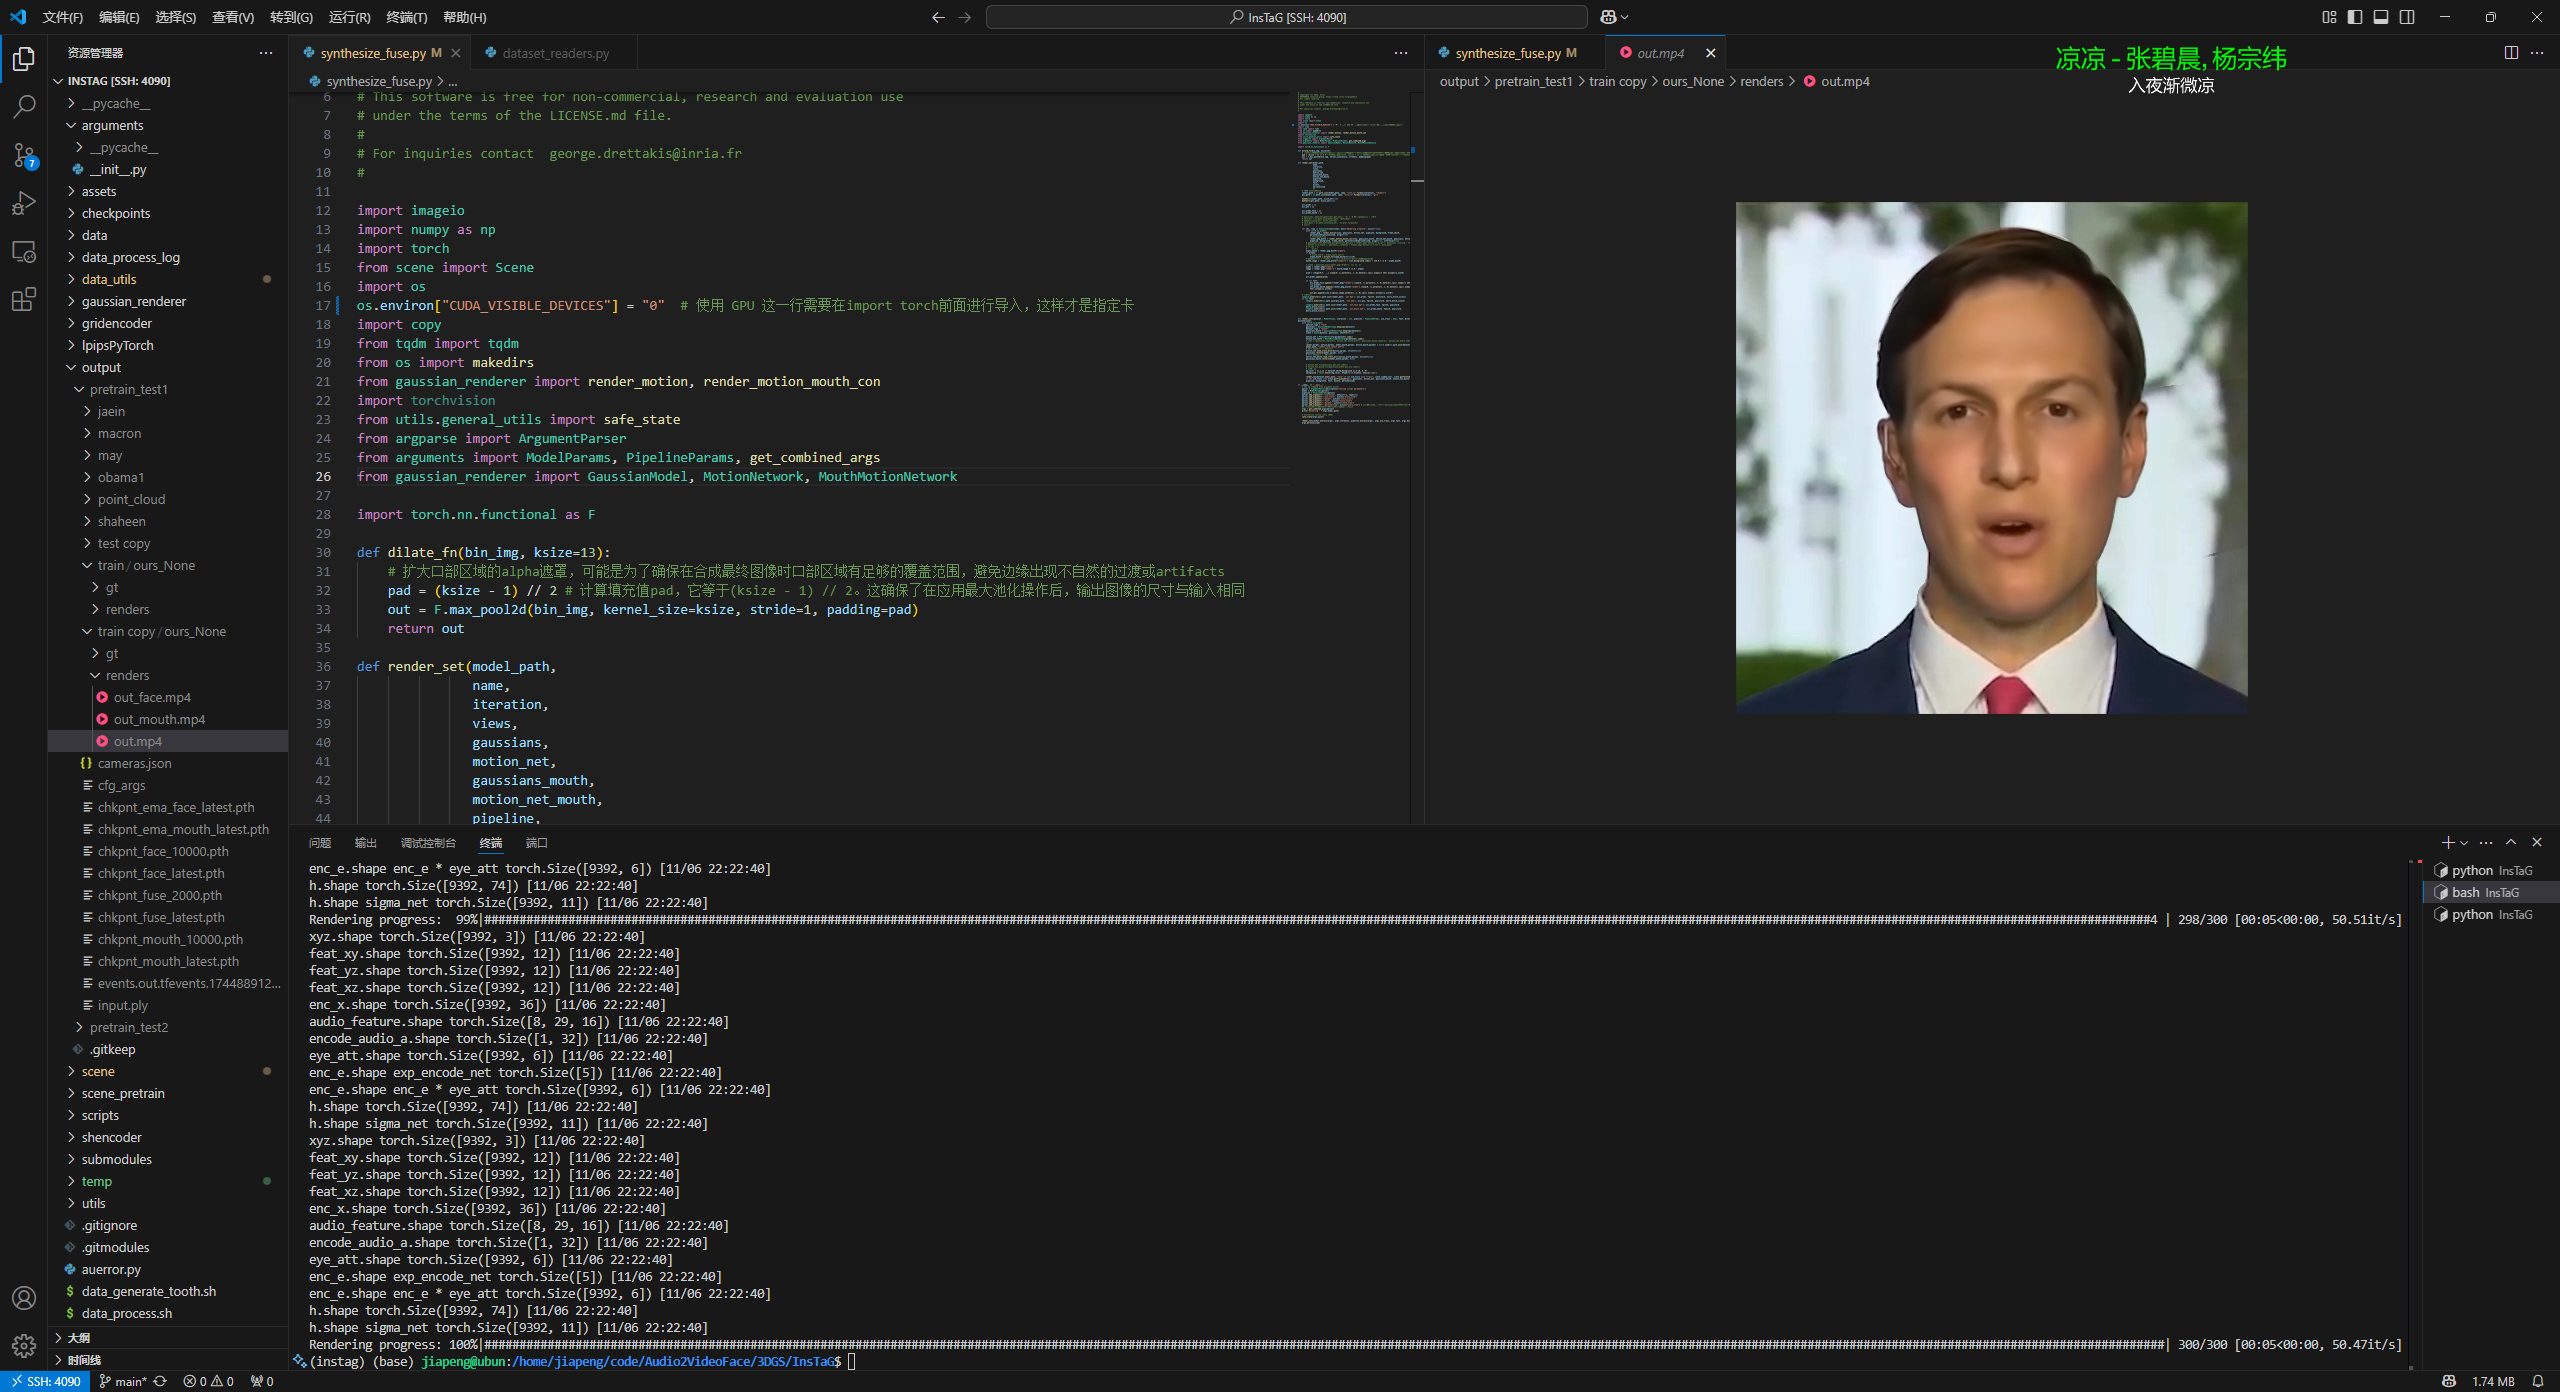 文件(F) 编辑(E) 选择(S) 查看(V) 转到(G) 运行(R) 终端(T) 帮助(H)
InsTaG [SSH: 4090]
资源管理器
INSTAG [SSH: 4090]
__pycache__
arguments
__pycache__
__init__.py
assets
checkpoints
data
data_process_log
data_utils
gaussian_renderer
gridencoder
lpipsPyTorch
output
pretrain_test1
jaein
macron
may
obama1
point_cloud
shaheen
test copy
train / ours_None
gt
renders
train copy / ours_None
gt
renders
out_face.mp4
out_mouth.mp4
out.mp4
cameras.json
cfg_args
chkpnt_ema_face_latest.pth
chkpnt_ema_mouth_latest.pth
chkpnt_face_10000.pth
chkpnt_face_latest.pth
chkpnt_fuse_2000.pth
chkpnt_fuse_latest.pth
chkpnt_mouth_10000.pth
chkpnt_mouth_latest.pth
events.out.tfevents.174488912...
input.ply
pretrain_test2
.gitkeep
scene
scene_pretrain
scripts
shencoder
submodules
temp
utils
.gitignore
.gitmodules
auerror.py
data_generate_tooth.sh
data_process.sh
大纲
时间线
7
synthesize_fuse.py M
dataset_readers.py
synthesize_fuse.py > ...
6 # This software is free for non-commercial, research and evaluation use
7 # under the terms of the LICENSE.md file.
8 #
9 # For inquiries contact  george.drettakis@inria.fr
10 #
11
12 import imageio
13 import numpy as np
14 import torch
15 from scene import Scene
16 import os
17 os.environ["CUDA_VISIBLE_DEVICES"] = "0"  # 使用 GPU 这一行需要在import torch前面进行导入，这样才是指定卡
18 import copy
19 from tqdm import tqdm
20 from os import makedirs
21 from gaussian_renderer import render_motion, render_motion_mouth_con
22 import torchvision
23 from utils.general_utils import safe_state
24 from argparse import ArgumentParser
25 from arguments import ModelParams, PipelineParams, get_combined_args
26 from gaussian_renderer import GaussianModel, MotionNetwork, MouthMotionNetwork
27
28 import torch.nn.functional as F
29
30 def dilate_fn(bin_img, ksize=13):
31     # 扩大口部区域的alpha遮罩，可能是为了确保在合成最终图像时口部区域有足够的覆盖范围，避免边缘出现不自然的过渡或artifacts
32     pad = (ksize - 1) // 2 # 计算填充值pad，它等于(ksize - 1) // 2。这确保了在应用最大池化操作后，输出图像的尺寸与输入相同
33     out = F.max_pool2d(bin_img, kernel_size=ksize, stride=1, padding=pad)
34     return out
35
36 def render_set(model_path,
37                name,
38                iteration,
39                views,
40                gaussians,
41                motion_net,
42                gaussians_mouth,
43                motion_net_mouth,
44                pipeline,
synthesize_fuse.py M
out.mp4
output > pretrain_test1 > train copy > ours_None > renders > out.mp4
凉凉 - 张碧晨, 杨宗纬
入夜渐微凉
问题 输出 调试控制台 终端 端口
enc_e.shape enc_e * eye_att torch.Size([9392, 6]) [11/06 22:22:40]
h.shape torch.Size([9392, 74]) [11/06 22:22:40]
h.shape sigma_net torch.Size([9392, 11]) [11/06 22:22:40]
Rendering progress:  99%| 298/300 [00:05<00:00, 50.51it/s]
xyz.shape torch.Size([9392, 3]) [11/06 22:22:40]
feat_xy.shape torch.Size([9392, 12]) [11/06 22:22:40]
feat_yz.shape torch.Size([9392, 12]) [11/06 22:22:40]
feat_xz.shape torch.Size([9392, 12]) [11/06 22:22:40]
enc_x.shape torch.Size([9392, 36]) [11/06 22:22:40]
audio_feature.shape torch.Size([8, 29, 16]) [11/06 22:22:40]
encode_audio_a.shape torch.Size([1, 32]) [11/06 22:22:40]
eye_att.shape torch.Size([9392, 6]) [11/06 22:22:40]
enc_e.shape exp_encode_net torch.Size([5]) [11/06 22:22:40]
enc_e.shape enc_e * eye_att torch.Size([9392, 6]) [11/06 22:22:40]
h.shape torch.Size([9392, 74]) [11/06 22:22:40]
h.shape sigma_net torch.Size([9392, 11]) [11/06 22:22:40]
xyz.shape torch.Size([9392, 3]) [11/06 22:22:40]
feat_xy.shape torch.Size([9392, 12]) [11/06 22:22:40]
feat_yz.shape torch.Size([9392, 12]) [11/06 22:22:40]
feat_xz.shape torch.Size([9392, 12]) [11/06 22:22:40]
enc_x.shape torch.Size([9392, 36]) [11/06 22:22:40]
audio_feature.shape torch.Size([8, 29, 16]) [11/06 22:22:40]
encode_audio_a.shape torch.Size([1, 32]) [11/06 22:22:40]
eye_att.shape torch.Size([9392, 6]) [11/06 22:22:40]
enc_e.shape exp_encode_net torch.Size([5]) [11/06 22:22:40]
enc_e.shape enc_e * eye_att torch.Size([9392, 6]) [11/06 22:22:40]
h.shape torch.Size([9392, 74]) [11/06 22:22:40]
h.shape sigma_net torch.Size([9392, 11]) [11/06 22:22:40]
Rendering progress: 100%| 300/300 [00:05<00:00, 50.47it/s]
(instag) (base) jiapeng@ubun:/home/jiapeng/code/Audio2VideoFace/3DGS/InsTaG$
python InsTaG
bash InsTaG
python InsTaG
SSH: 4090 main* 0 0 0 1.74 MB